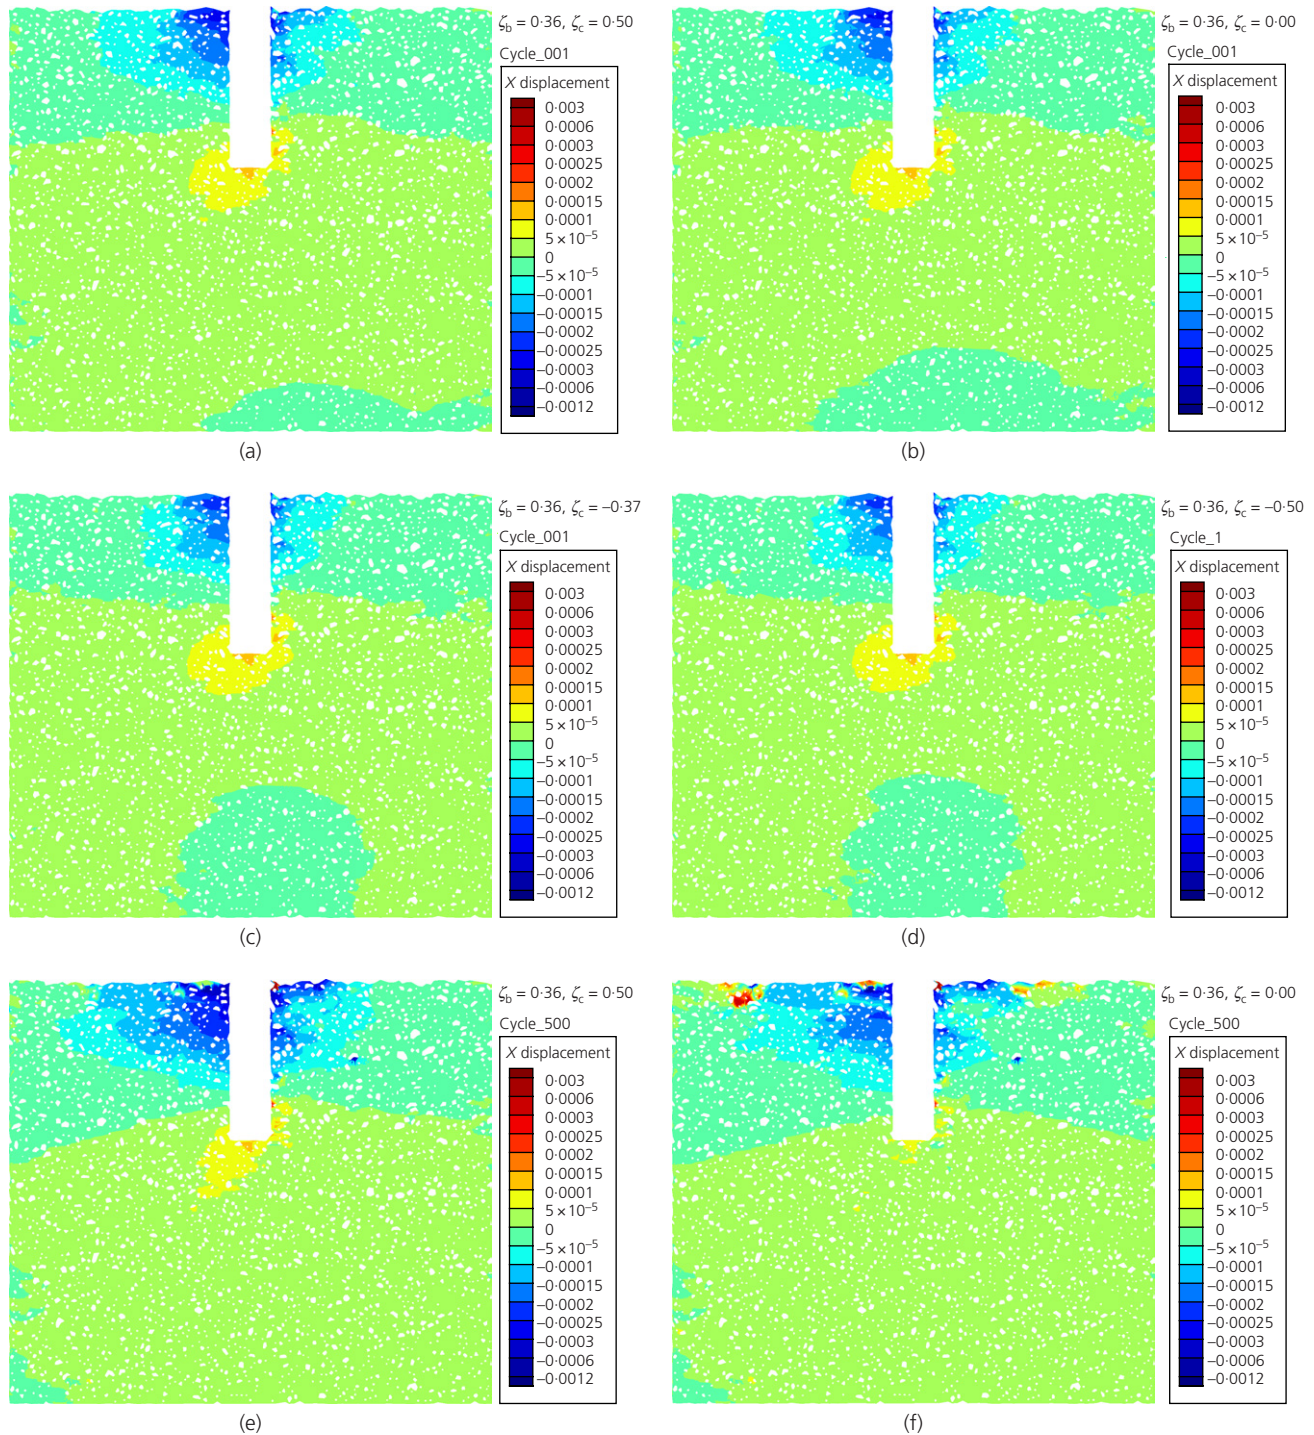 ζb = 0·36, ζc = 0·50
Cycle_001
X displacement
0·003
0·0006
0·0003
0·00025
0·0002
0·00015
0·0001
5 × 10⁻⁵
0
−5 × 10⁻⁵
−0·0001
−0·00015
−0·0002
−0·00025
−0·0003
−0·0006
−0·0012
(a)
ζb = 0·36, ζc = 0·00
Cycle_001
X displacement
0·003
0·0006
0·0003
0·00025
0·0002
0·00015
0·0001
5 × 10⁻⁵
0
−5 × 10⁻⁵
−0·0001
−0·00015
−0·0002
−0·00025
−0·0003
−0·0006
−0·0012
(b)
ζb = 0·36, ζc = −0·37
Cycle_001
X displacement
0·003
0·0006
0·0003
0·00025
0·0002
0·00015
0·0001
5 × 10⁻⁵
0
−5 × 10⁻⁵
−0·0001
−0·00015
−0·0002
−0·00025
−0·0003
−0·0006
−0·0012
(c)
ζb = 0·36, ζc = −0·50
Cycle_1
X displacement
0·003
0·0006
0·0003
0·00025
0·0002
0·00015
0·0001
5 × 10⁻⁵
0
−5 × 10⁻⁵
−0·0001
−0·00015
−0·0002
−0·00025
−0·0003
−0·0006
−0·0012
(d)
ζb = 0·36, ζc = 0·50
Cycle_500
X displacement
0·003
0·0006
0·0003
0·00025
0·0002
0·00015
0·0001
5 × 10⁻⁵
0
−5 × 10⁻⁵
−0·0001
−0·00015
−0·0002
−0·00025
−0·0003
−0·0006
−0·0012
(e)
ζb = 0·36, ζc = 0·00
Cycle_500
X displacement
0·003
0·0006
0·0003
0·00025
0·0002
0·00015
0·0001
5 × 10⁻⁵
0
−5 × 10⁻⁵
−0·0001
−0·00015
−0·0002
−0·00025
−0·0003
−0·0006
−0·0012
(f)